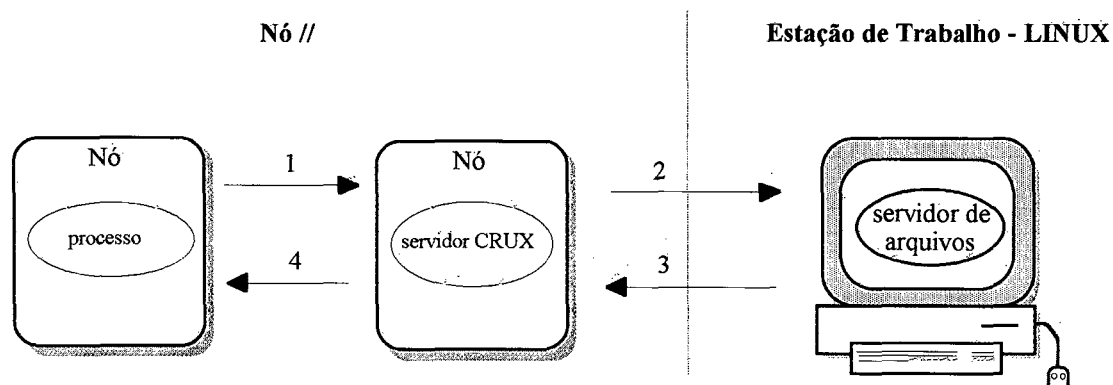 Nó //
Estação de Trabalho - LINUX
Nó
processo
1
4
Nó
servidor CRUX
2
3
servidor de
arquivos